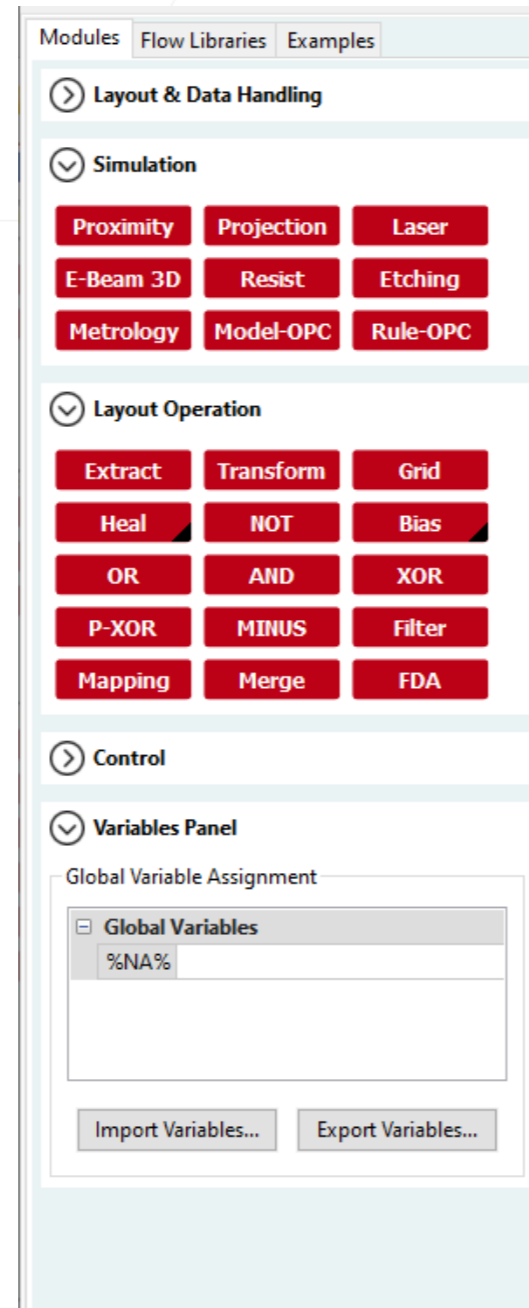 Modules Flow Libraries Examples
Layout & Data Handling
Simulation
Proximity Projection Laser
E-Beam 3D Resist Etching
Metrology Model-OPC Rule-OPC
Layout Operation
Extract Transform Grid
Heal NOT Bias
OR AND XOR
P-XOR MINUS Filter
Mapping Merge FDA
Control
Variables Panel
Global Variable Assignment
Global Variables
%NA%
Import Variables... Export Variables...